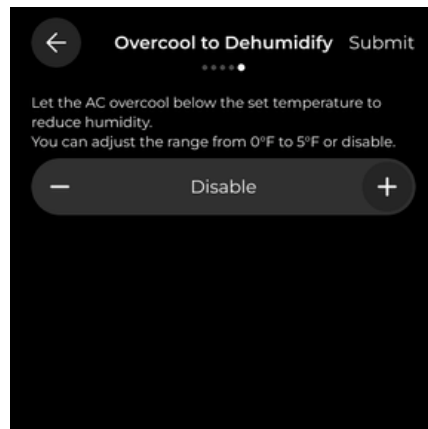 Overcool to Dehumidify Submit
Let the AC overcool below the set temperature to
reduce humidity.
You can adjust the range from 0°F to 5°F or disable.
− Disable +